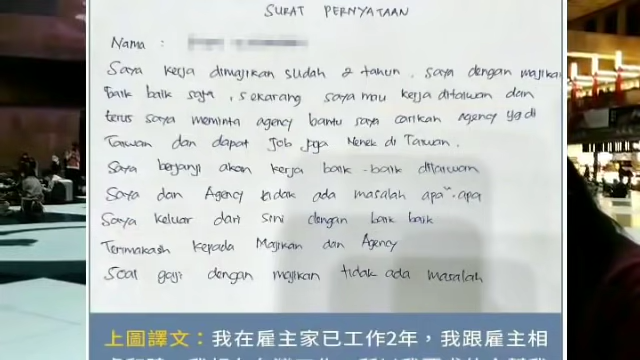 SURAT PERNYATAAN
Nama :
Saya kerja dimajikan sudah 2 tahun. saya dengan majikan
baik baik saja, sekarang saya mau kerja ditaiwan dan
terus saya meminta agency bantu saya carikan Agency yg di
Taiwan dan dapat Job jaga Nenek di Taiwan.
Saya berjanji akan kerja baik-baik ditaiwan
Saya dan Agency tidak ada masalah apa-apa
Saya keluar dari sini dengan baik baik
Terimakasih kepada Majikan dan Agency
Soal gaji dengan majikan tidak ada masalah
上圖譯文：我在雇主家已工作2年，我跟雇主相